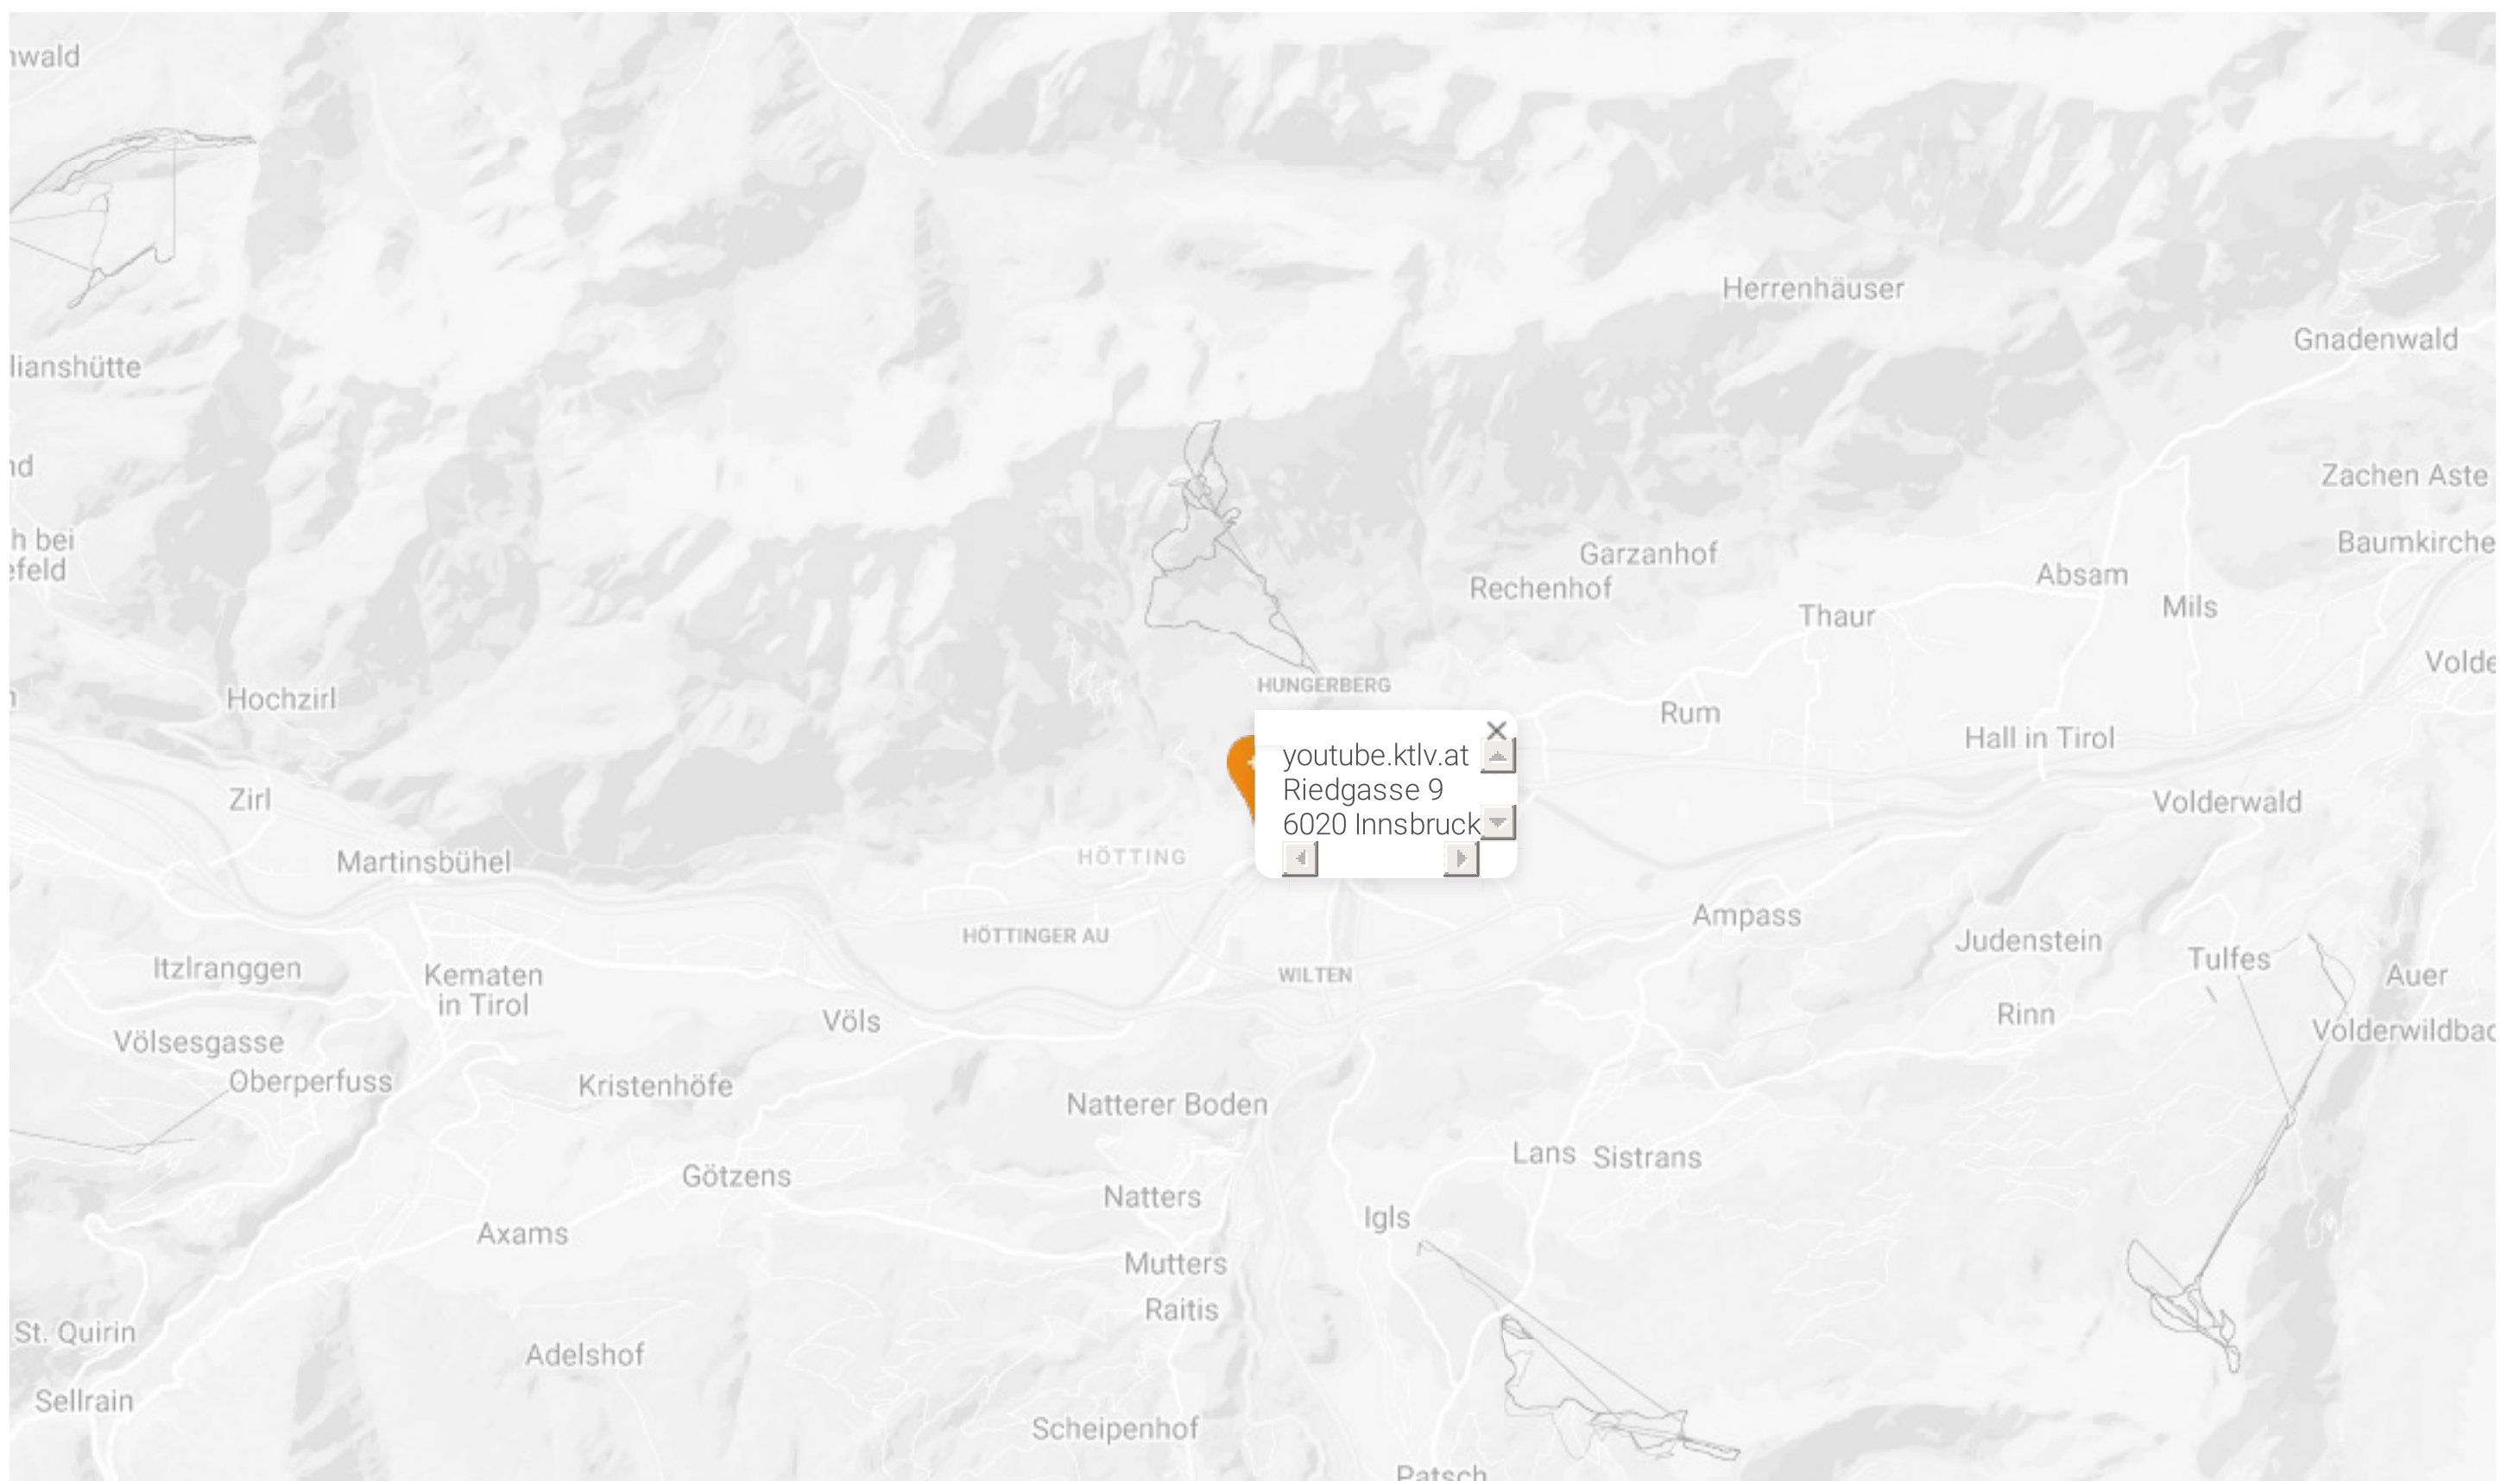 nwald
Herrenhäuser
Gnadenwald
lianshütte
nd
Zachen Aste
h bei
efeld
Baumkirche
Garzanhof
Rechenhof
Absam
Mils
Thaur
Volde
HUNGERBERG
Hochzirl
Rum
Hall in Tirol
youtube.ktlv.at
Riedgasse 9
6020 Innsbruck
Zirl
Volderwald
Martinsbühel
HÖTTING
HÖTTINGER AU
Ampass
Judenstein
Tulfes
Auer
Itzlranggen
Kematen
in Tirol
WILTEN
Völs
Rinn
Volderwildbad
Völsesgasse
Oberperfuss
Kristenhöfe
Natterer Boden
Lans
Sistrans
Götzens
Natters
Igls
Axams
Mutters
Raitis
St. Quirin
Adelshof
Sellrain
Scheipenhof
Patsch